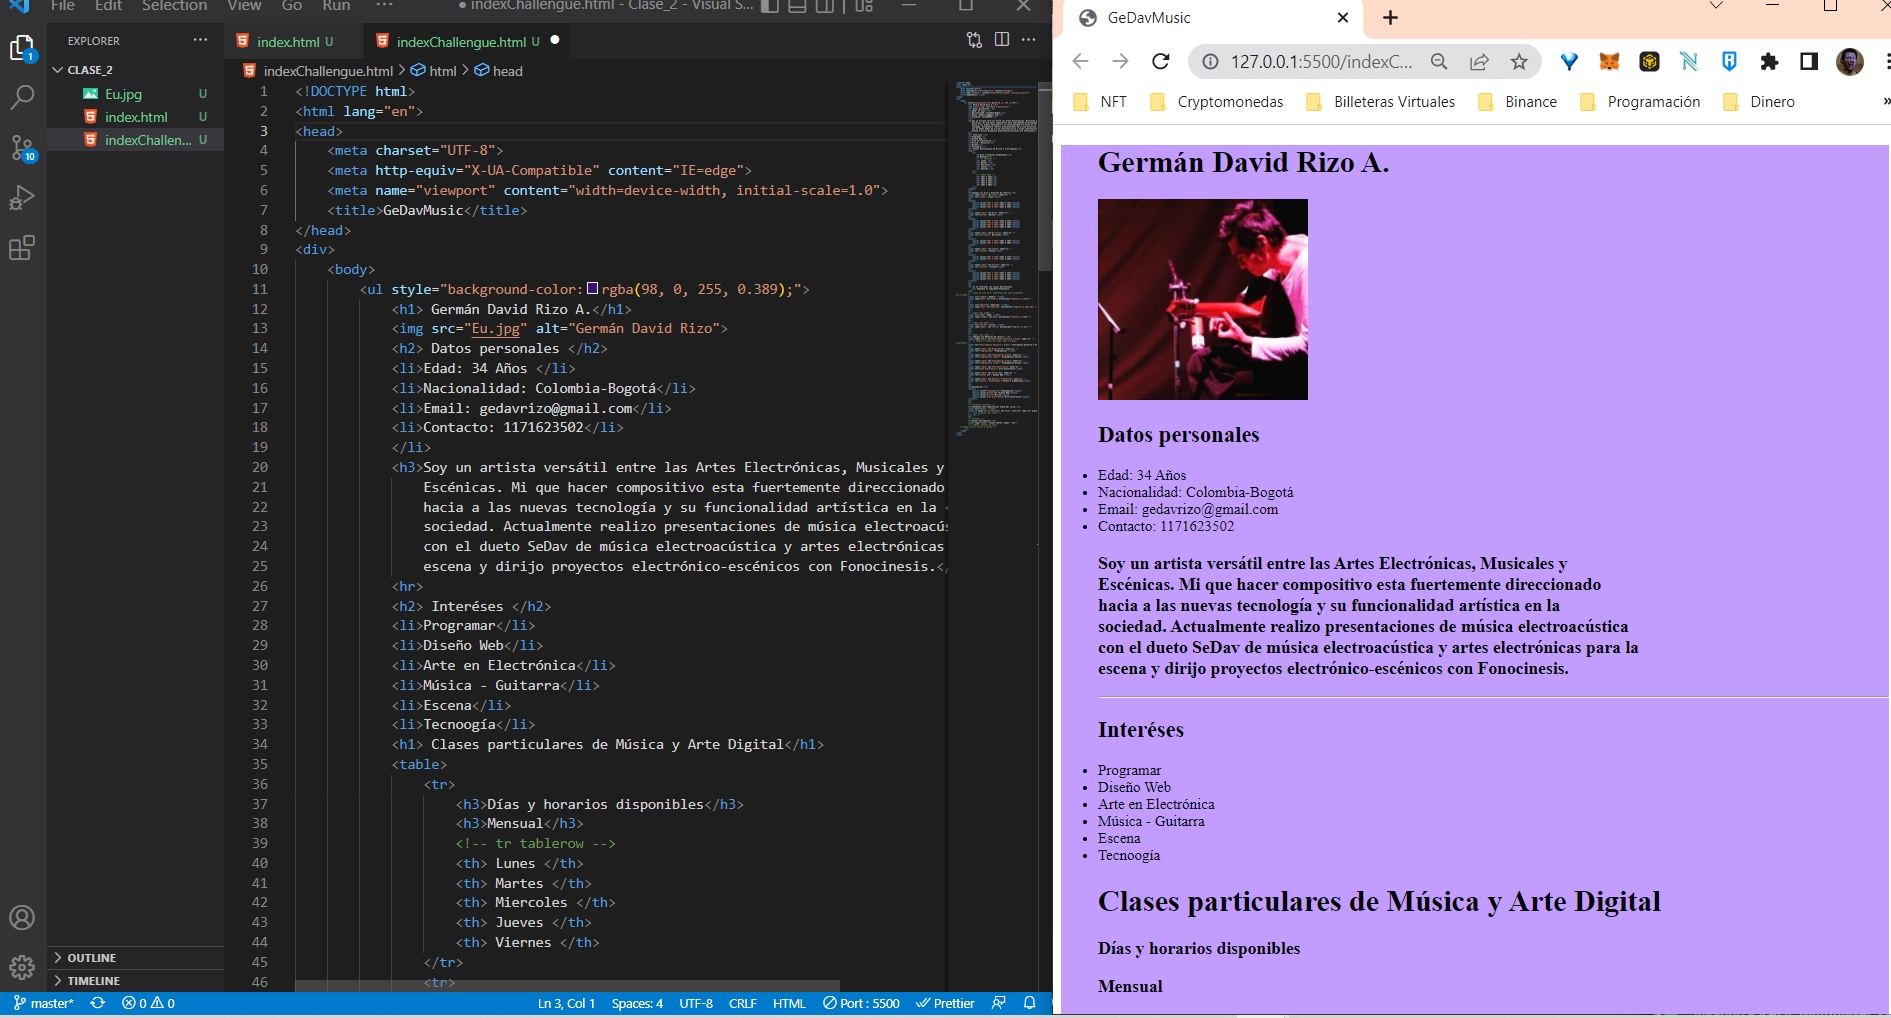 File Edit Selection View Go Run ··· ● indexChallengue.html - Clase_2 - Visual S...
EXPLORER ···
CLASE_2
Eu.jpg U
index.html U
indexChallen... U
OUTLINE
TIMELINE
index.html U
indexChallengue.html U ●
indexChallengue.html > html > head
1 <!DOCTYPE html>
2 <html lang="en">
3 <head>
4 <meta charset="UTF-8">
5 <meta http-equiv="X-UA-Compatible" content="IE=edge">
6 <meta name="viewport" content="width=device-width, initial-scale=1.0">
7 <title>GeDavMusic</title>
8 </head>
9 <div>
10 <body>
11 <ul style="background-color: rgba(98, 0, 255, 0.389);">
12 <h1> Germán David Rizo A.</h1>
13 <img src="Eu.jpg" alt="Germán David Rizo">
14 <h2> Datos personales </h2>
15 <li>Edad: 34 Años </li>
16 <li>Nacionalidad: Colombia-Bogotá</li>
17 <li>Email: gedavrizo@gmail.com</li>
18 <li>Contacto: 1171623502</li>
19 </li>
20 <h3>Soy un artista versátil entre las Artes Electrónicas, Musicales y
21 Escénicas. Mi que hacer compositivo esta fuertemente direccionado
22 hacia a las nuevas tecnología y su funcionalidad artística en la
23 sociedad. Actualmente realizo presentaciones de música electroacús
24 con el dueto SeDav de música electroacústica y artes electrónicas
25 escena y dirijo proyectos electrónico-escénicos con Fonocinesis.</
26 <hr>
27 <h2> Interéses </h2>
28 <li>Programar</li>
29 <li>Diseño Web</li>
30 <li>Arte en Electrónica</li>
31 <li>Música - Guitarra</li>
32 <li>Escena</li>
33 <li>Tecnoogía</li>
34 <h1> Clases particulares de Música y Arte Digital</h1>
35 <table>
36 <tr>
37 <h3>Días y horarios disponibles</h3>
38 <h3>Mensual</h3>
39 <!-- tr tablerow -->
40 <th> Lunes </th>
41 <th> Martes </th>
42 <th> Miercoles </th>
43 <th> Jueves </th>
44 <th> Viernes </th>
45 </tr>
46 <tr>
1
10
master* 0 0 Ln 3, Col 1 Spaces: 4 UTF-8 CRLF HTML Port : 5500 Prettier
GeDavMusic
127.0.0.1:5500/indexC...
NFT Cryptomonedas Billeteras Virtuales Binance Programación Dinero »
Germán David Rizo A.
Datos personales
• Edad: 34 Años
• Nacionalidad: Colombia-Bogotá
• Email: gedavrizo@gmail.com
• Contacto: 1171623502
Soy un artista versátil entre las Artes Electrónicas, Musicales y
Escénicas. Mi que hacer compositivo esta fuertemente direccionado
hacia a las nuevas tecnología y su funcionalidad artística en la
sociedad. Actualmente realizo presentaciones de música electroacústica
con el dueto SeDav de música electroacústica y artes electrónicas para la
escena y dirijo proyectos electrónico-escénicos con Fonocinesis.
Interéses
• Programar
• Diseño Web
• Arte en Electrónica
• Música - Guitarra
• Escena
• Tecnoogía
Clases particulares de Música y Arte Digital
Días y horarios disponibles
Mensual